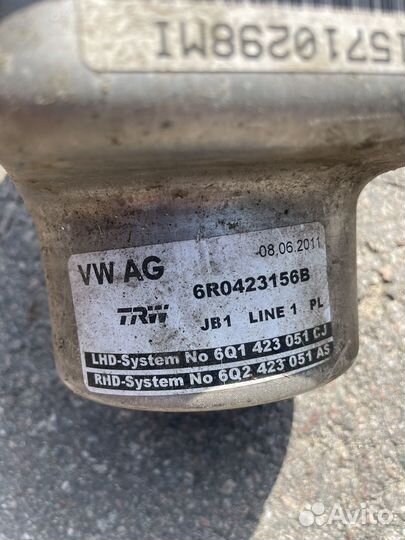 15710298MI
VW AG
-08.06.2011
6R0423156B
TRW
JB1 LINE 1 PL
LHD-System No 6Q1 423 051 CJ
RHD-System No 6Q2 423 051 AS
Avito